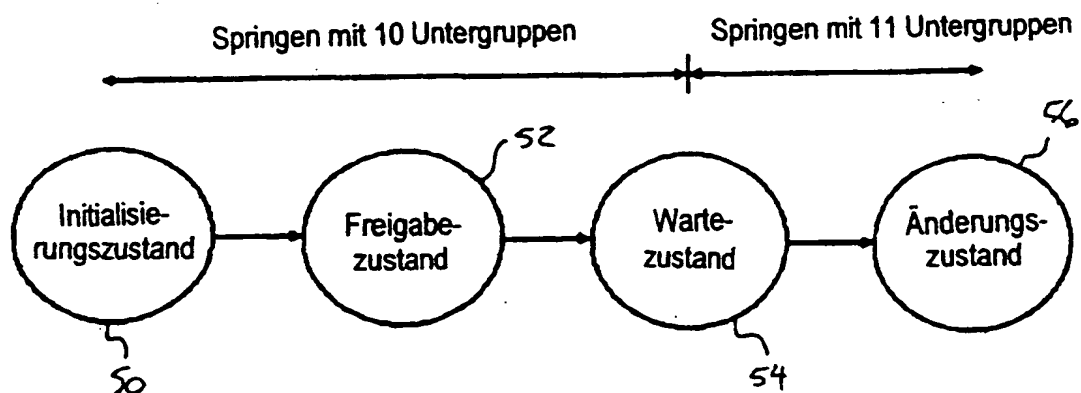 Springen mit 10 Untergruppen
Springen mit 11 Untergruppen
52
56
Initialisie-
rungszustand
Freigabe-
zustand
Warte-
zustand
Änderungs-
zustand
50
54